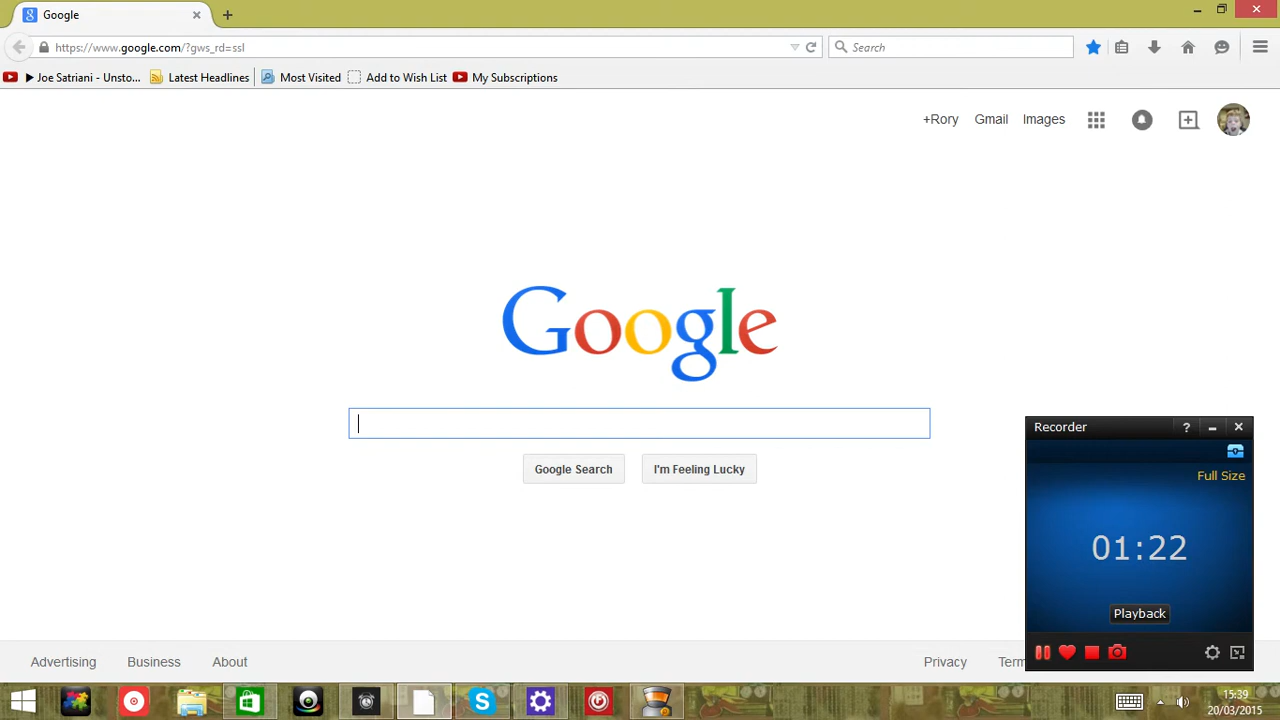 Google
https://www.google.com/?gws_rd=ssl
Search
Joe Satriani - Unsto... Latest Headlines Most Visited Add to Wish List My Subscriptions
+Rory Gmail Images
Google
Google Search I'm Feeling Lucky
Recorder ?
Full Size
01:22
Playback
Advertising Business About Privacy Term
15:39
20/03/2015